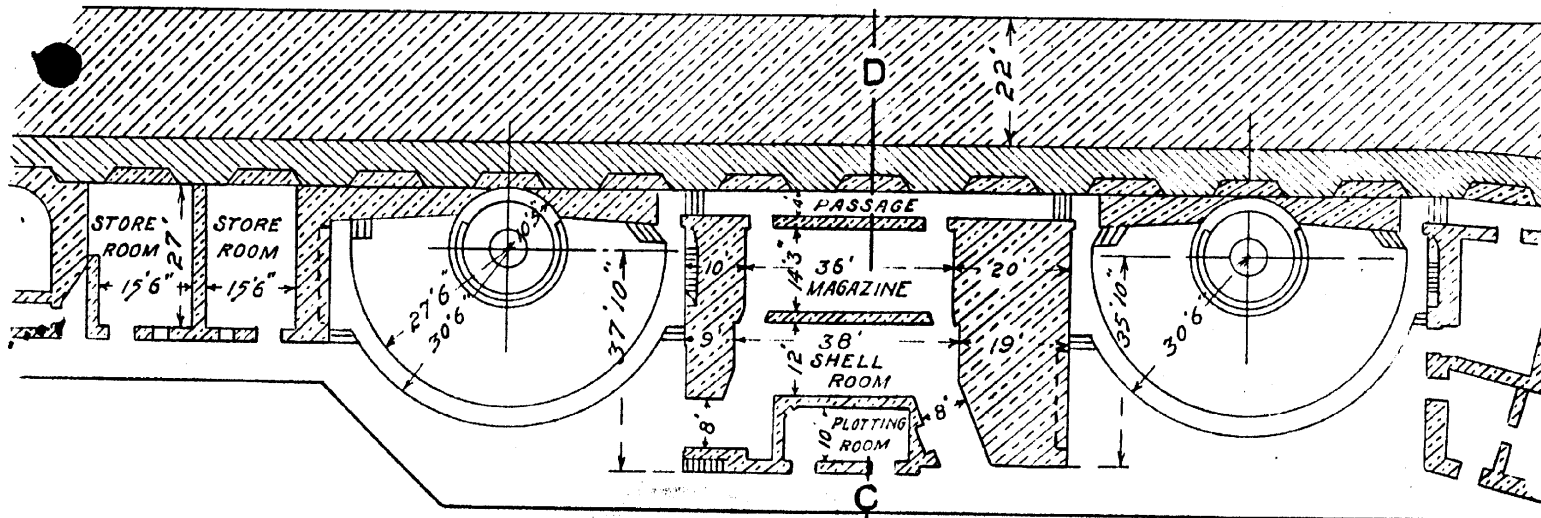 D
22'
PASSAGE
4'
STORE
ROOM
15'6"
27'
STORE
ROOM
15'6"
27'6"
30'6"
37'10"
10'
36'
MAGAZINE
14'3"
20'
9'
38'
SHELL
ROOM
12'
19'
8'
PLOTTING
ROOM
10'
8'
35'10"
30'6"
C